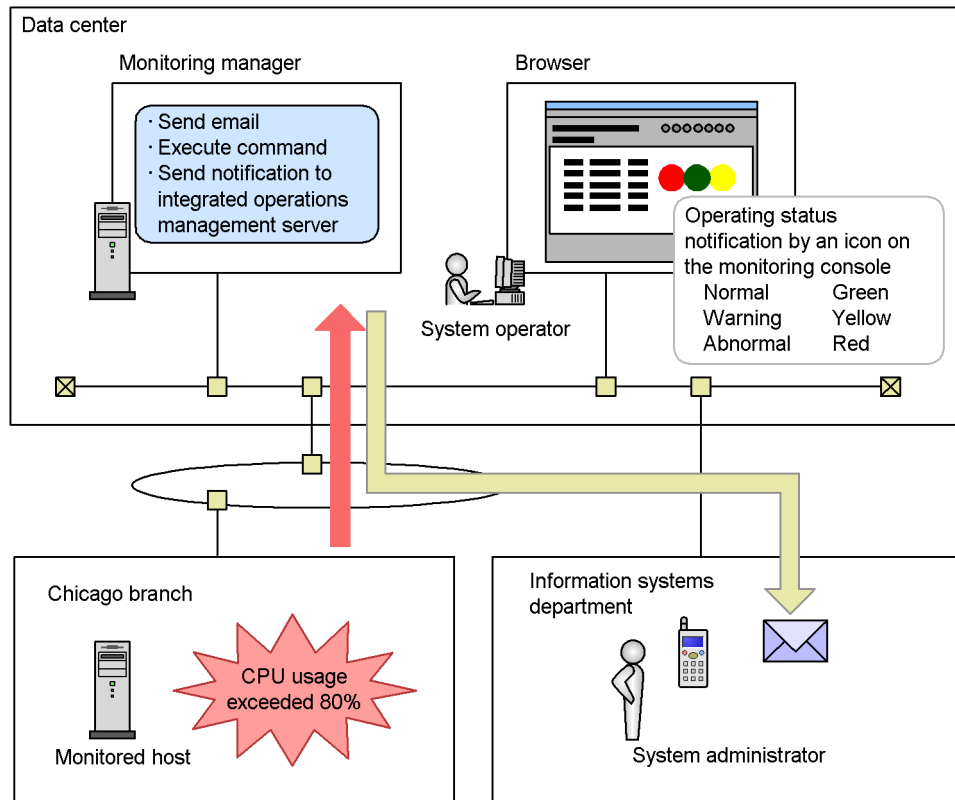 Data center
Monitoring manager
· Send email
· Execute command
· Send notification to
integrated operations
management server
Browser
Operating status
notification by an icon on
the monitoring console
Normal Green
Warning Yellow
Abnormal Red
System operator
Chicago branch
CPU usage
exceeded 80%
Monitored host
Information systems
department
System administrator